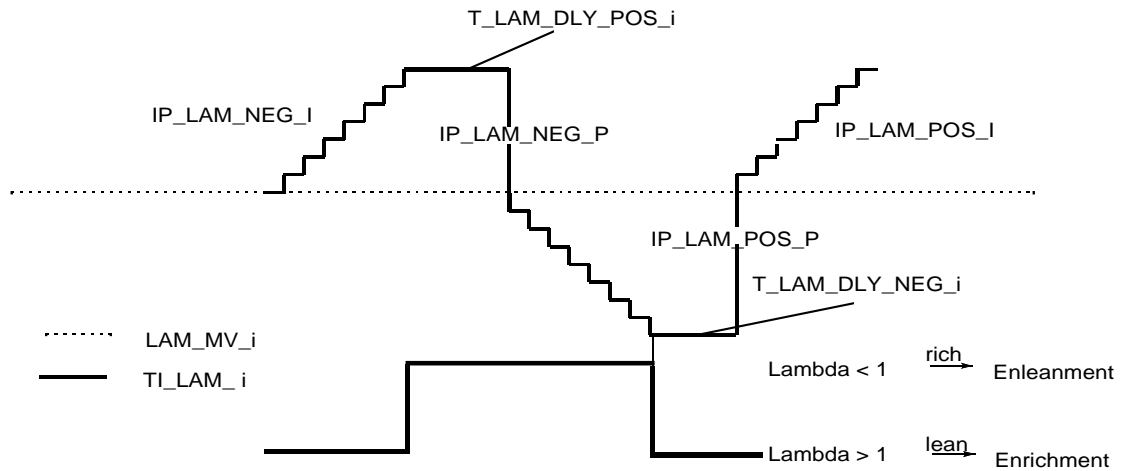 T_LAM_DLY_POS_i
IP_LAM_NEG_I
IP_LAM_NEG_P
IP_LAM_POS_I
IP_LAM_POS_P
T_LAM_DLY_NEG_i
LAM_MV_i
TI_LAM_ i
Lambda < 1 rich Enleanment
Lambda > 1 lean Enrichment